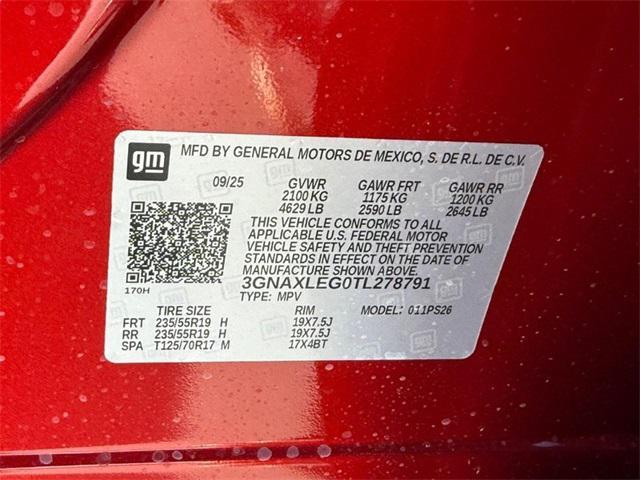 gm MFD BY GENERAL MOTORS DE MEXICO, S. DE R.L. DE C.V.
09/25 GVWR GAWR FRT GAWR RR
2100 KG 1175 KG 1200 KG
4629 LB 2590 LB 2645 LB
THIS VEHICLE CONFORMS TO ALL
APPLICABLE U.S. FEDERAL MOTOR
VEHICLE SAFETY AND THEFT PREVENTION
STANDARDS IN EFFECT ON THE DATE OF
MANUFACTURE SHOWN ABOVE.
170H 3GNAXLEG0TL278791
TYPE: MPV
TIRE SIZE RIM MODEL: 011PS26
FRT 235/55R19 H 19X7.5J
RR 235/55R19 H 19X7.5J
SPA T125/70R17 M 17X4BT